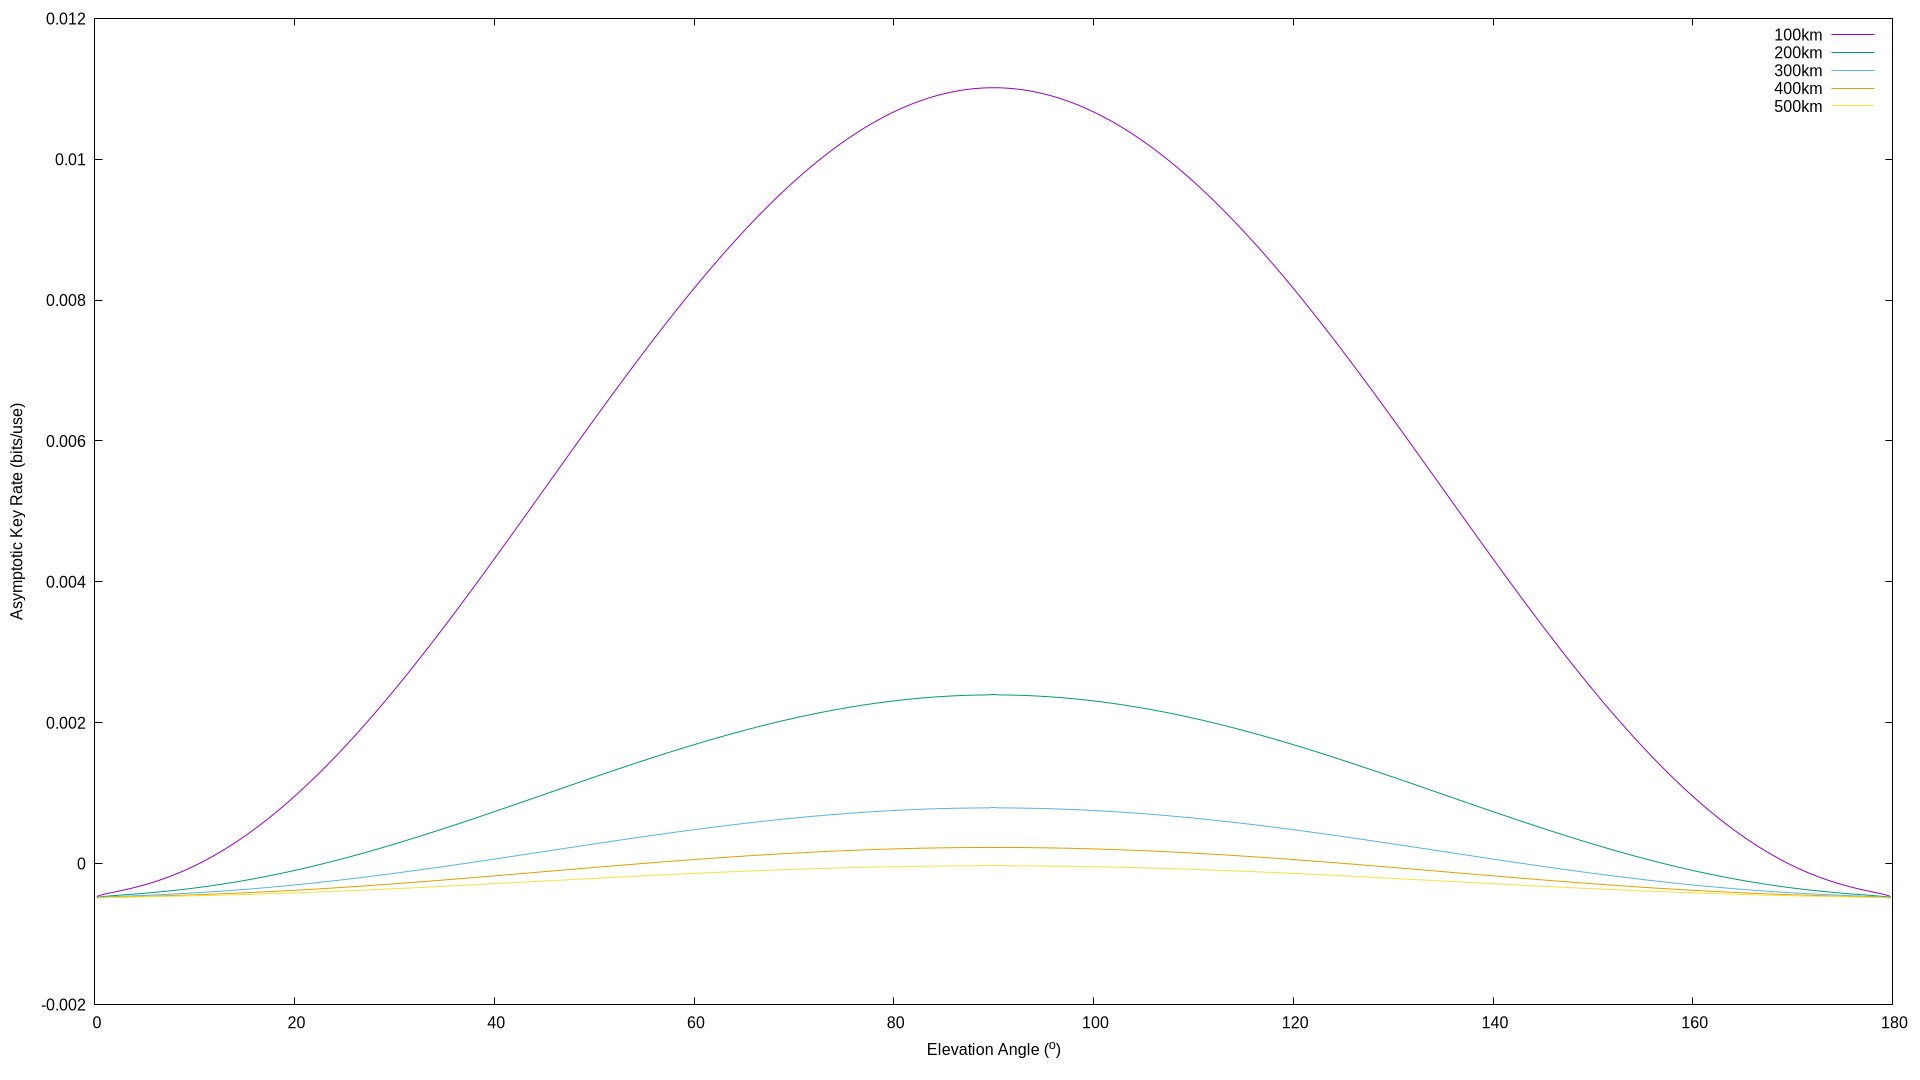 0.012
0.01
0.008
0.006
0.004
0.002
0
-0.002
0 20 40 60 80 100 120 140 160 180
Asymptotic Key Rate (bits/use)
Elevation Angle (º)
100km
200km
300km
400km
500km